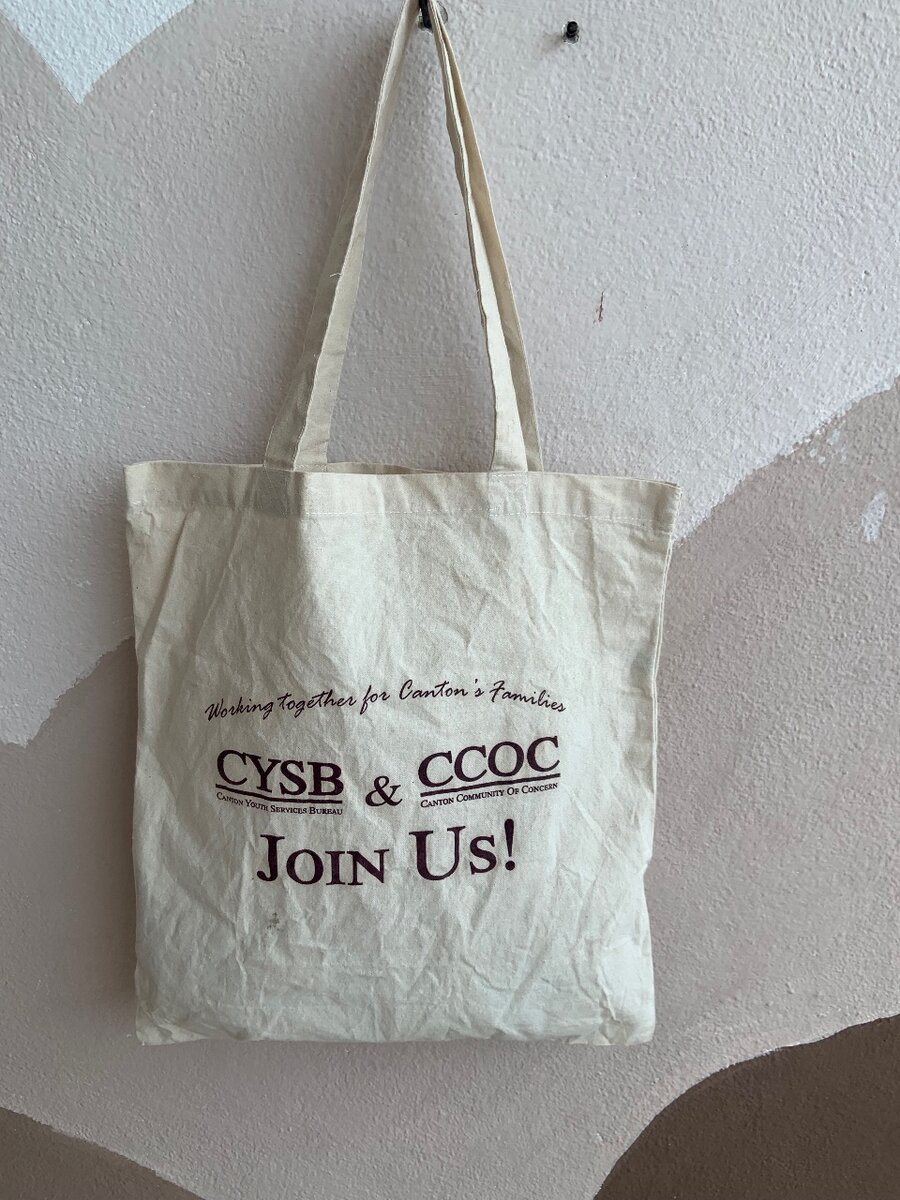 Working together for Canton's Families
CYSB & CCOC
Canton Youth Services Bureau Canton Community Of Concern
Join Us!